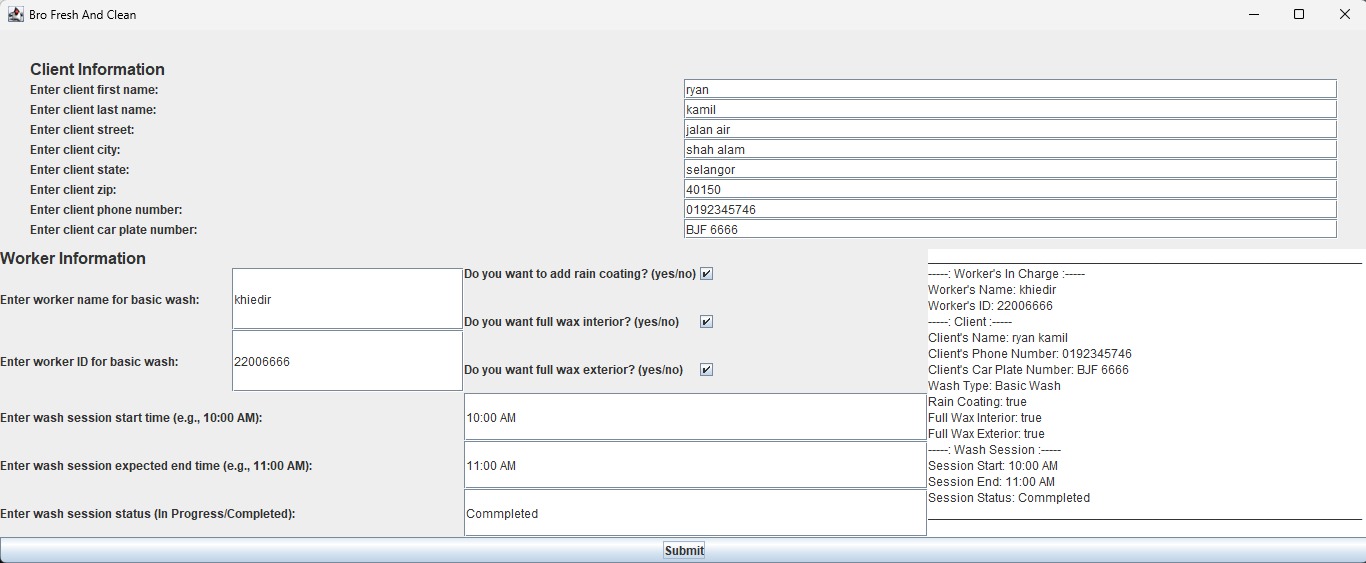 Bro Fresh And Clean
Client Information
Enter client first name: ryan
Enter client last name: kamil
Enter client street: jalan air
Enter client city: shah alam
Enter client state: selangor
Enter client zip: 40150
Enter client phone number: 0192345746
Enter client car plate number: BJF 6666
Worker Information
Enter worker name for basic wash: khiedir
Enter worker ID for basic wash: 22006666
Do you want to add rain coating? (yes/no)
Do you want full wax interior? (yes/no)
Do you want full wax exterior? (yes/no)
Enter wash session start time (e.g., 10:00 AM): 10:00 AM
Enter wash session expected end time (e.g., 11:00 AM): 11:00 AM
Enter wash session status (In Progress/Completed): Commpleted
-----: Worker's In Charge :-----
Worker's Name: khiedir
Worker's ID: 22006666
-----: Client :-----
Client's Name: ryan kamil
Client's Phone Number: 0192345746
Client's Car Plate Number: BJF 6666
Wash Type: Basic Wash
Rain Coating: true
Full Wax Interior: true
Full Wax Exterior: true
-----: Wash Session :-----
Session Start: 10:00 AM
Session End: 11:00 AM
Session Status: Commpleted
Submit